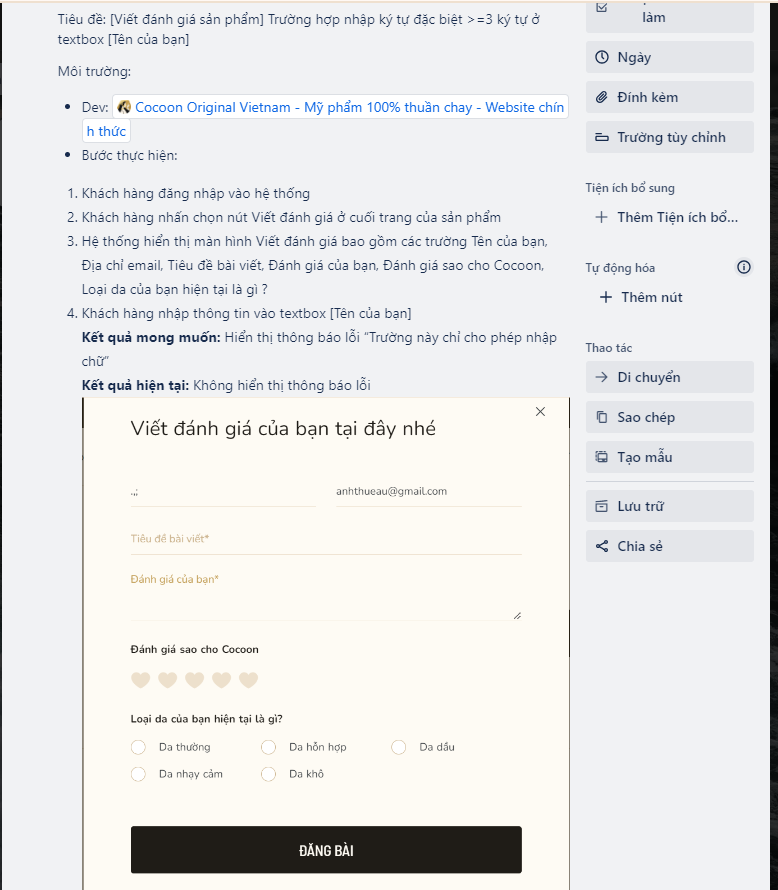 Tiêu đề: [Viết đánh giá sản phẩm] Trường hợp nhập ký tự đặc biệt >=3 ký tự ở
textbox [Tên của bạn]
Môi trường:
Dev: Cocoon Original Vietnam - Mỹ phẩm 100% thuần chay - Website chín
h thức
Bước thực hiện:
1. Khách hàng đăng nhập vào hệ thống
2. Khách hàng nhấn chọn nút Viết đánh giá ở cuối trang của sản phẩm
3. Hệ thống hiển thị màn hình Viết đánh giá bao gồm các trường Tên của bạn,
Địa chỉ email, Tiêu đề bài viết, Đánh giá của bạn, Đánh giá sao cho Cocoon,
Loại da của bạn hiện tại là gì ?
4. Khách hàng nhập thông tin vào textbox [Tên của bạn]
Kết quả mong muốn: Hiển thị thông báo lỗi “Trường này chỉ cho phép nhập
chữ”
Kết quả hiện tại: Không hiển thị thông báo lỗi
Viết đánh giá của bạn tại đây nhé
.,; anhthueau@gmail.com
Tiêu đề bài viết*
Đánh giá của bạn*
Đánh giá sao cho Cocoon
Loại da của bạn hiện tại là gì?
Da thường Da hỗn hợp Da dầu
Da nhạy cảm Da khô
ĐĂNG BÀI
làm
Ngày
Đính kèm
Trường tùy chỉnh
Tiện ích bổ sung
Thêm Tiện ích bổ...
Tự động hóa
Thêm nút
Thao tác
Di chuyển
Sao chép
Tạo mẫu
Lưu trữ
Chia sẻ